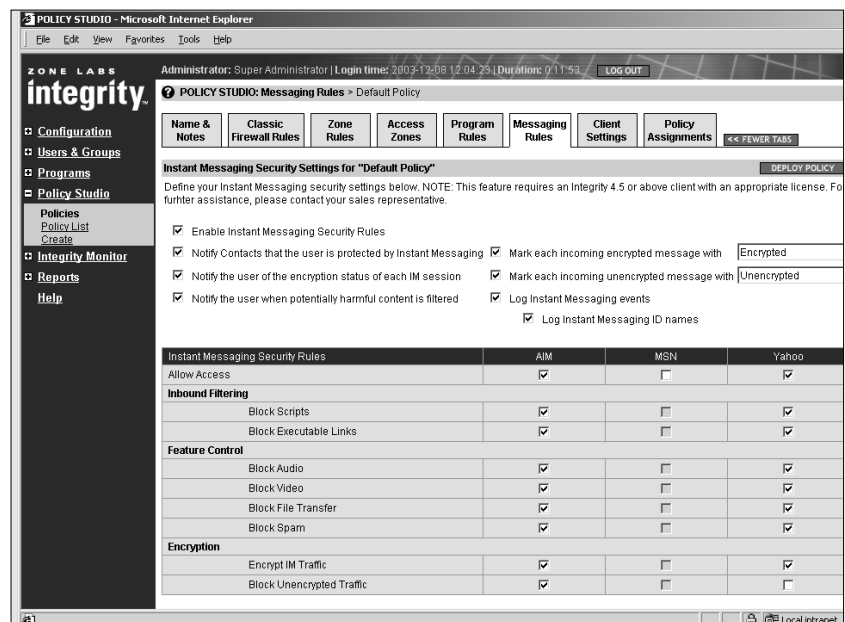 POLICY STUDIO - Microsoft Internet Explorer
File Edit View Favorites Tools Help
ZONE LABS
integrity™
Administrator: Super Administrator | Login time: 2003-12-08 12:04:23 | Duration: 0:11:53 LOG OUT
POLICY STUDIO: Messaging Rules > Default Policy
Name & Notes
Classic Firewall Rules
Zone Rules
Access Zones
Program Rules
Messaging Rules
Client Settings
Policy Assignments
<< FEWER TABS
Configuration
Users & Groups
Programs
Policy Studio
Policies
Policy List
Create
Integrity Monitor
Reports
Help
Instant Messaging Security Settings for "Default Policy" DEPLOY POLICY
Define your Instant Messaging security settings below. NOTE: This feature requires an Integrity 4.5 or above client with an appropriate license. Fo
furhter assistance, please contact your sales representative.
Enable Instant Messaging Security Rules
Notify Contacts that the user is protected by Instant Messaging Mark each incoming encrypted message with Encrypted
Notify the user of the encryption status of each IM session Mark each incoming unencrypted message with Unencrypted
Notify the user when potentially harmful content is filtered Log Instant Messaging events
Log Instant Messaging ID names
Instant Messaging Security Rules AIM MSN Yahoo
Allow Access
Inbound Filtering
Block Scripts
Block Executable Links
Feature Control
Block Audio
Block Video
Block File Transfer
Block Spam
Encryption
Encrypt IM Traffic
Block Unencrypted Traffic
Local intranet